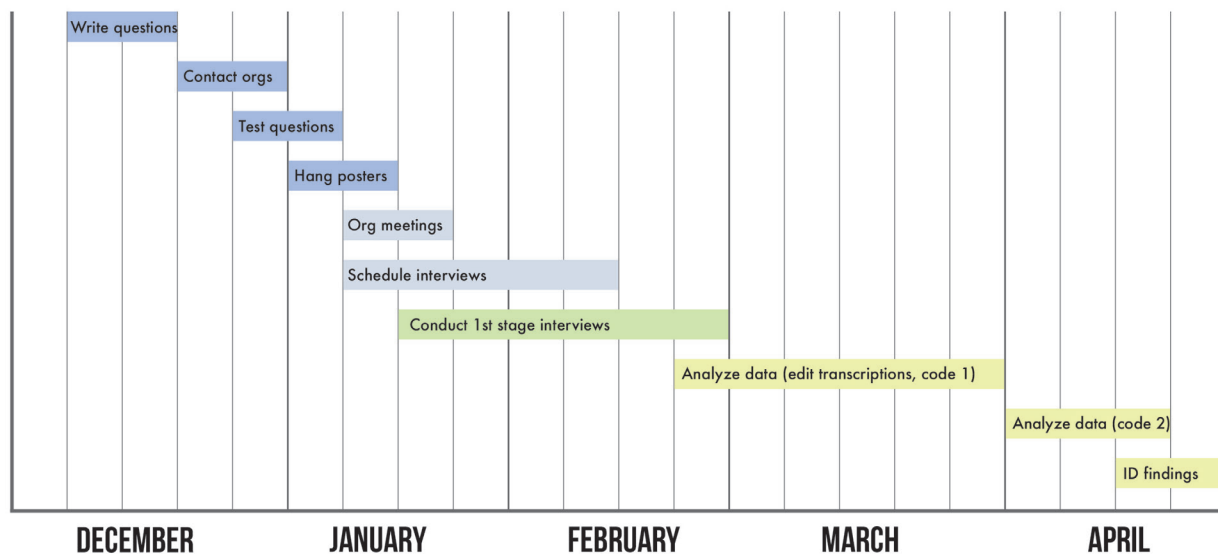 Write questions
Contact orgs
Test questions
Hang posters
Org meetings
Schedule interviews
Conduct 1st stage interviews
Analyze data (edit transcriptions, code 1)
Analyze data (code 2)
ID findings
DECEMBER JANUARY FEBRUARY MARCH APRIL